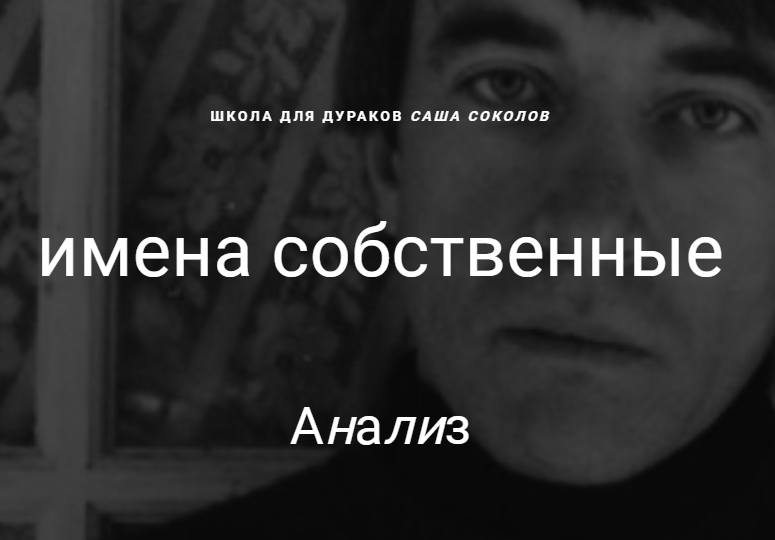 ШКОЛА ДЛЯ ДУРАКОВ САША СОКОЛОВ
имена собственные
Анализ